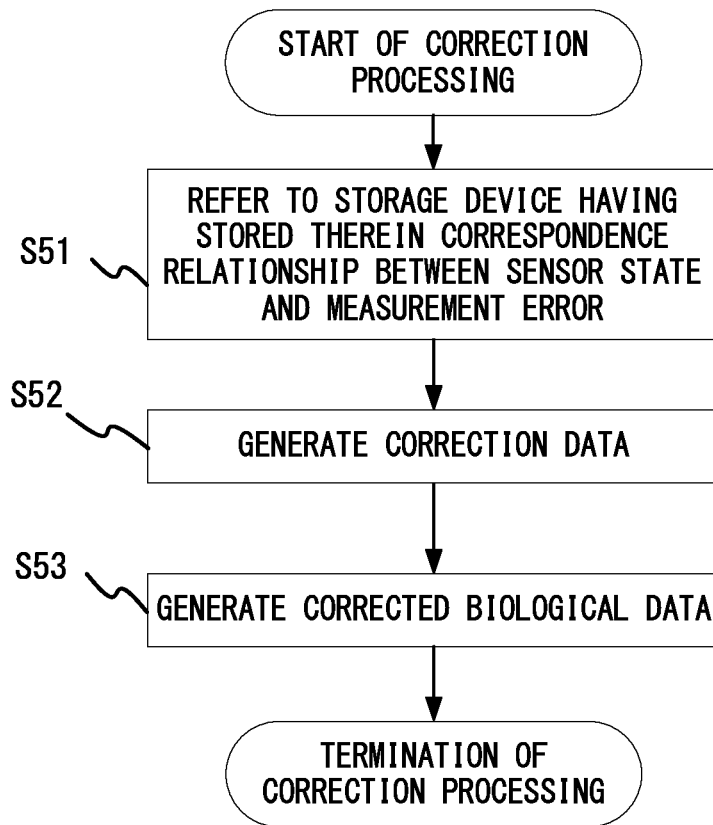 START OF CORRECTION
PROCESSING
S51
REFER TO STORAGE DEVICE HAVING
STORED THEREIN CORRESPONDENCE
RELATIONSHIP BETWEEN SENSOR STATE
AND MEASUREMENT ERROR
S52
GENERATE CORRECTION DATA
S53
GENERATE CORRECTED BIOLOGICAL DATA
TERMINATION OF
CORRECTION PROCESSING